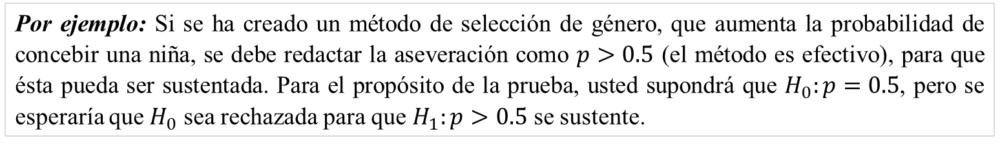 Por ejemplo: Si se ha creado un método de selección de género, que aumenta la probabilidad de
concebir una niña, se debe redactar la aseveración como p > 0.5 (el método es efectivo), para que
ésta pueda ser sustentada. Para el propósito de la prueba, usted supondrá que H₀: p = 0.5, pero se
esperaría que H₀ sea rechazada para que H₁: p > 0.5 se sustente.